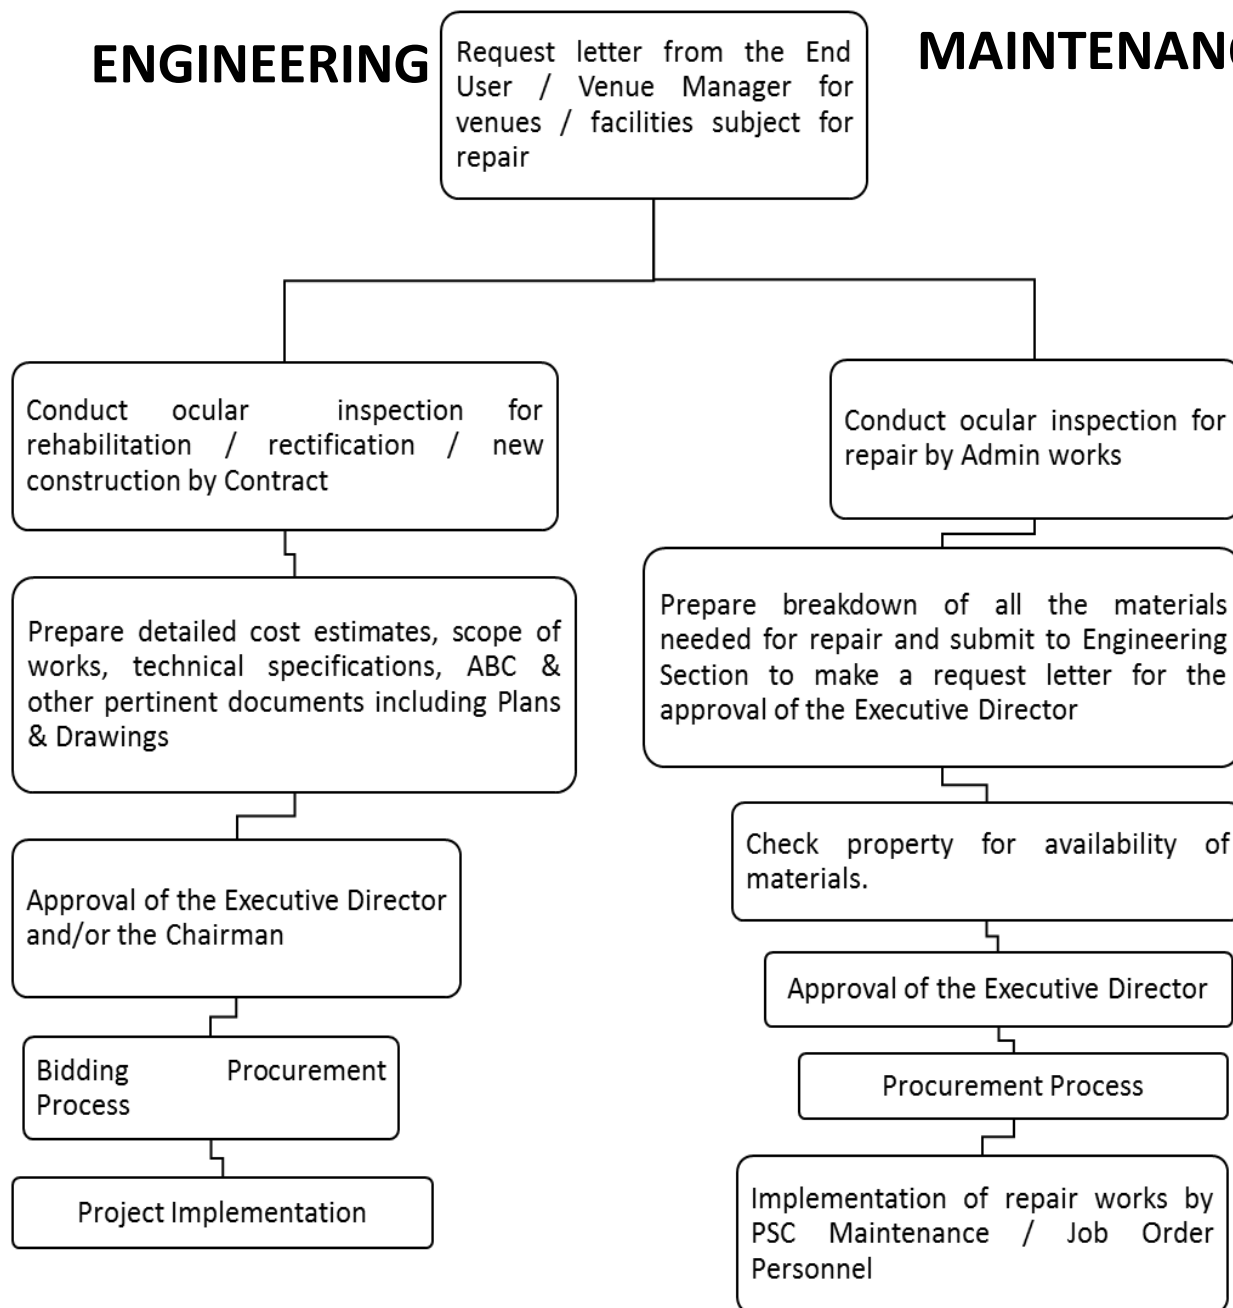 ENGINEERING
MAINTENANC
Request letter from the End
User / Venue Manager for
venues / facilities subject for
repair
Conduct ocular inspection for
rehabilitation / rectification / new
construction by Contract
Prepare detailed cost estimates, scope of
works, technical specifications, ABC &
other pertinent documents including Plans
& Drawings
Approval of the Executive Director
and/or the Chairman
Bidding Procurement
Process
Project Implementation
Conduct ocular inspection for
repair by Admin works
Prepare breakdown of all the materials
needed for repair and submit to Engineering
Section to make a request letter for the
approval of the Executive Director
Check property for availability of
materials.
Approval of the Executive Director
Procurement Process
Implementation of repair works by
PSC Maintenance / Job Order
Personnel